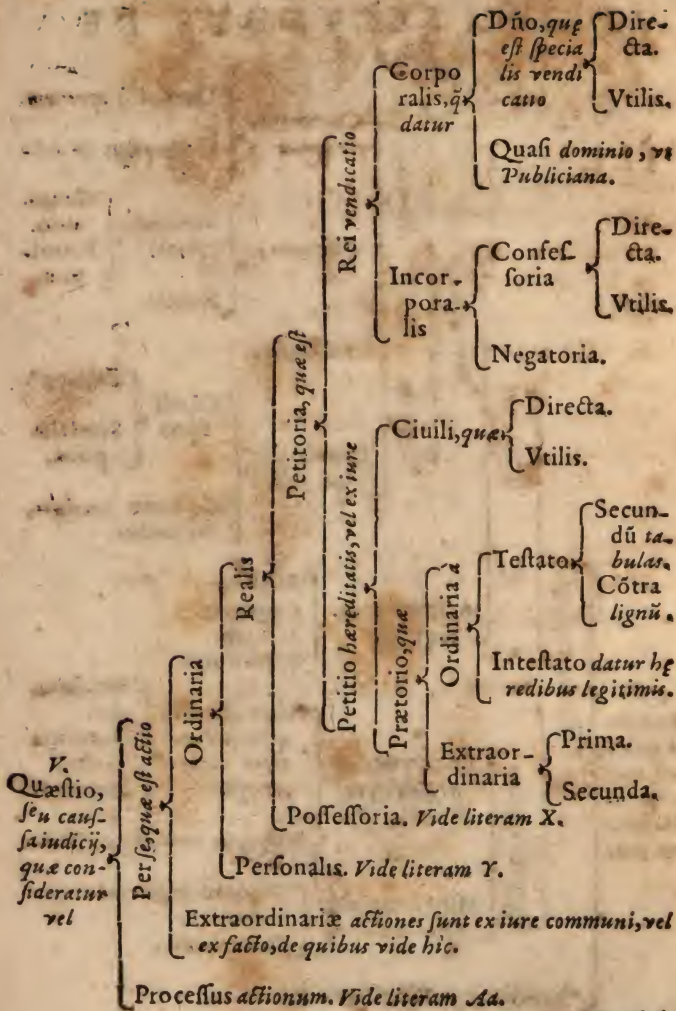 Dño, quę
est specia
lis vendi
catio
Dire-
cta.
Vtilis.
Corpo
ralis, q̃
datur
Quasi dominio, vt
Publiciana.
Rei vendicatio
Incor-
pora-
lis
Confes-
soria
Dire-
cta.
Vtilis.
Negatoria.
Petitoria, quæ est
Petitio hæreditatis, vel ex iure
Ciuili, quæ
Directa.
Vtilis.
Prætorio, quæ
Ordinaria à
Testato
Secun-
dũ ta-
bulas.
Cõtra
lignũ.
Intestato datur hę
redibus legitimis.
Extraor-
dinaria
Prima.
Secunda.
Realis
Possessoria. Vide literam X.
Ordinaria
Personalis. Vide literam Y.
Per se, quæ est actio
Extraordinariæ actiones sunt ex iure communi, vel
ex facto, de quibus vide hic.
V.
Quæstio,
seu caus-
sa iudicij,
quæ con-
sideratur
vel
Processus actionum. Vide literam Aa.